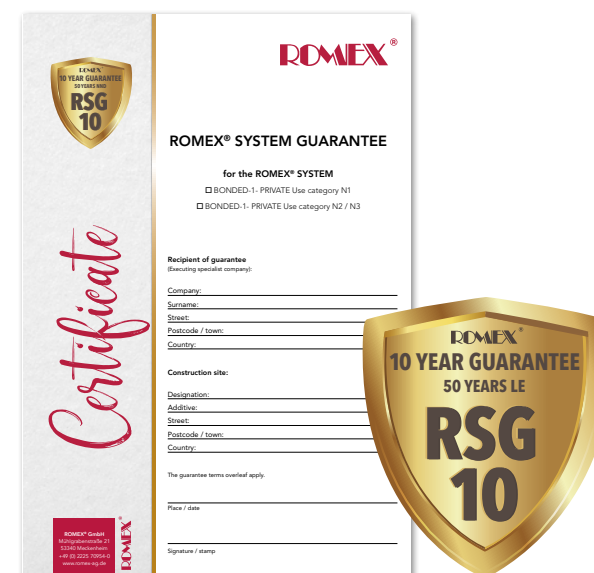 ROMEX®
10 YEAR GUARANTEE
50 YEARS NND
RSG
10
Certificate
ROMEX® GmbH
Mühlgrabenstraße 21
53340 Meckenheim
+49 (0) 2225 70954-0
www.romex-ag.de
ROMEX®
ROMEX®
ROMEX® SYSTEM GUARANTEE
for the ROMEX® SYSTEM
☐ BONDED-1- PRIVATE Use category N1
☐ BONDED-1- PRIVATE Use category N2 / N3
Recipient of guarantee
(Executing specialist company):
Company:
Surname:
Street:
Postcode / town:
Country:
Construction site:
Designation:
Additive:
Street:
Postcode / town:
Country:
The guarantee terms overleaf apply.
Place / date
Signature / stamp
ROMEX®
10 YEAR GUARANTEE
50 YEARS LE
RSG
10